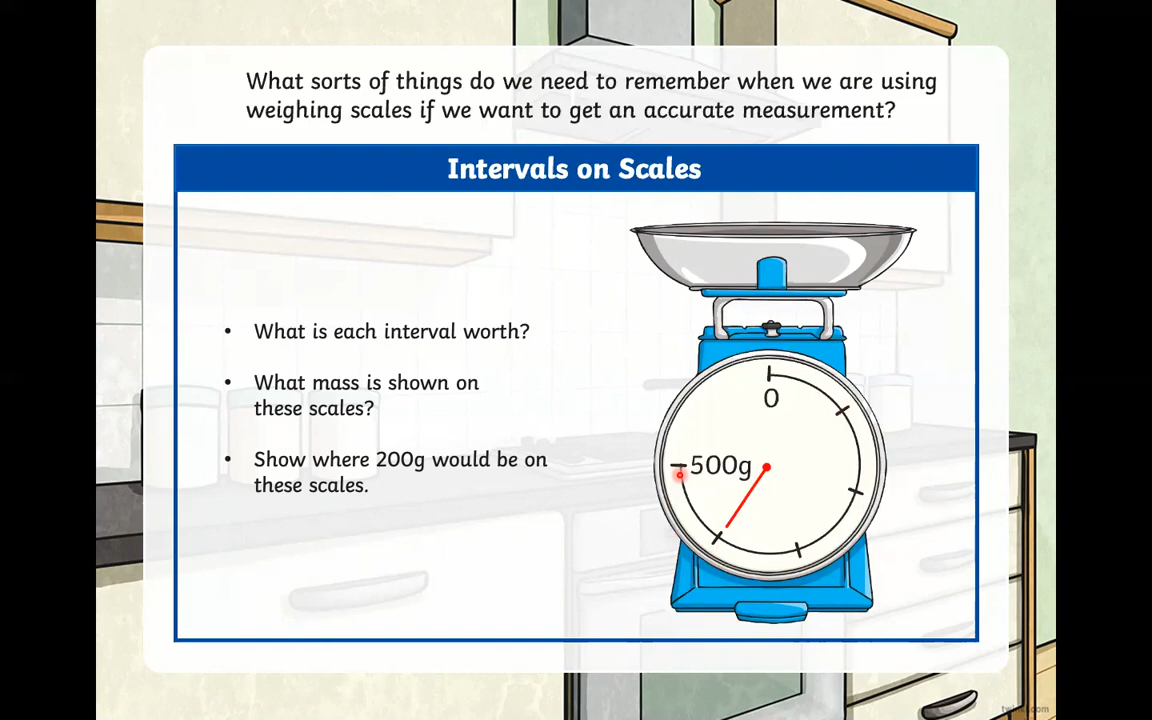 What sorts of things do we need to remember when we are using
weighing scales if we want to get an accurate measurement?
Intervals on Scales
• What is each interval worth?
• What mass is shown on
these scales?
• Show where 200g would be on
these scales.
0
500g